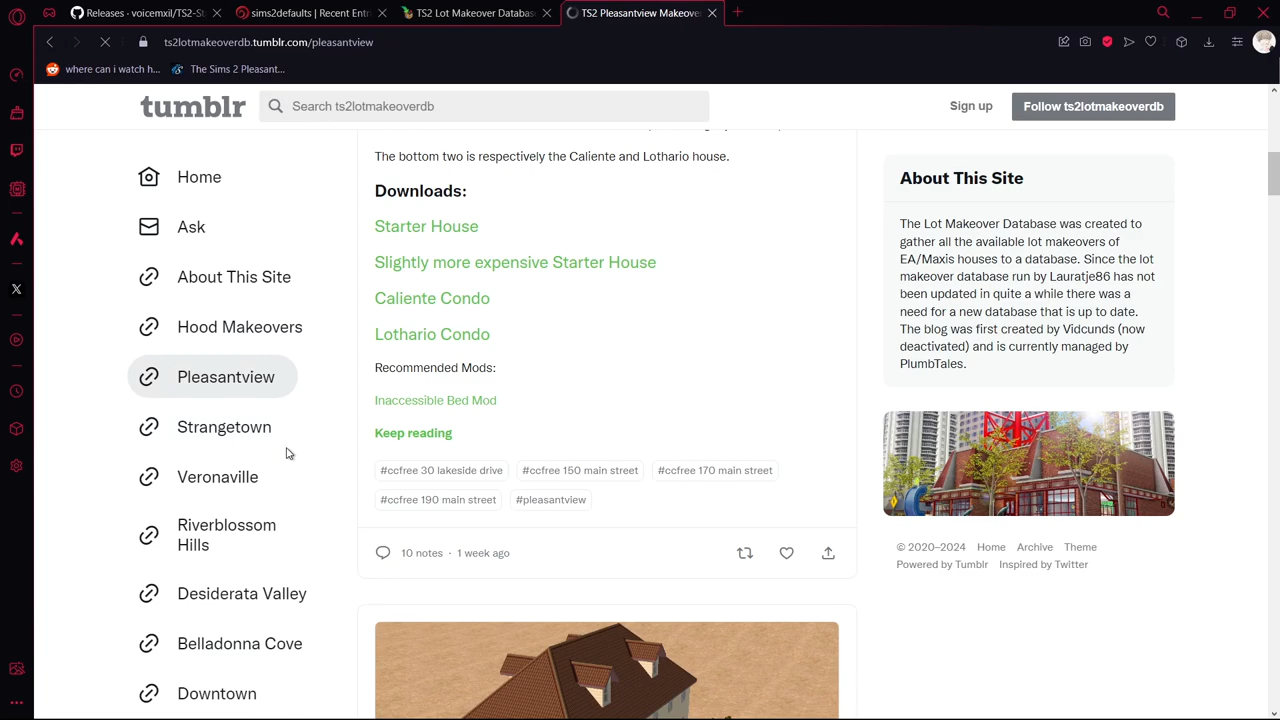 Releases · voicemxil/TS2-St
sims2defaults | Recent Entri
TS2 Lot Makeover Database
TS2 Pleasantview Makeover
ts2lotmakeoverdb.tumblr.com/pleasantview
where can i watch h...
The Sims 2 Pleasant...
tumblr
Search ts2lotmakeoverdb
Sign up
Follow ts2lotmakeoverdb
Home
Ask
About This Site
Hood Makeovers
Pleasantview
Strangetown
Veronaville
Riverblossom
Hills
Desiderata Valley
Belladonna Cove
Downtown
The bottom two is respectively the Caliente and Lothario house.
Downloads:
Starter House
Slightly more expensive Starter House
Caliente Condo
Lothario Condo
Recommended Mods:
Inaccessible Bed Mod
Keep reading
#ccfree 30 lakeside drive
#ccfree 150 main street
#ccfree 170 main street
#ccfree 190 main street
#pleasantview
10 notes · 1 week ago
About This Site
The Lot Makeover Database was created to
gather all the available lot makeovers of
EA/Maxis houses to a database. Since the lot
makeover database run by Lauratje86 has not
been updated in quite a while there was a
need for a new database that is up to date.
The blog was first created by Vidcunds (now
deactivated) and is currently managed by
PlumbTales.
© 2020–2024 Home Archive Theme
Powered by Tumblr Inspired by Twitter